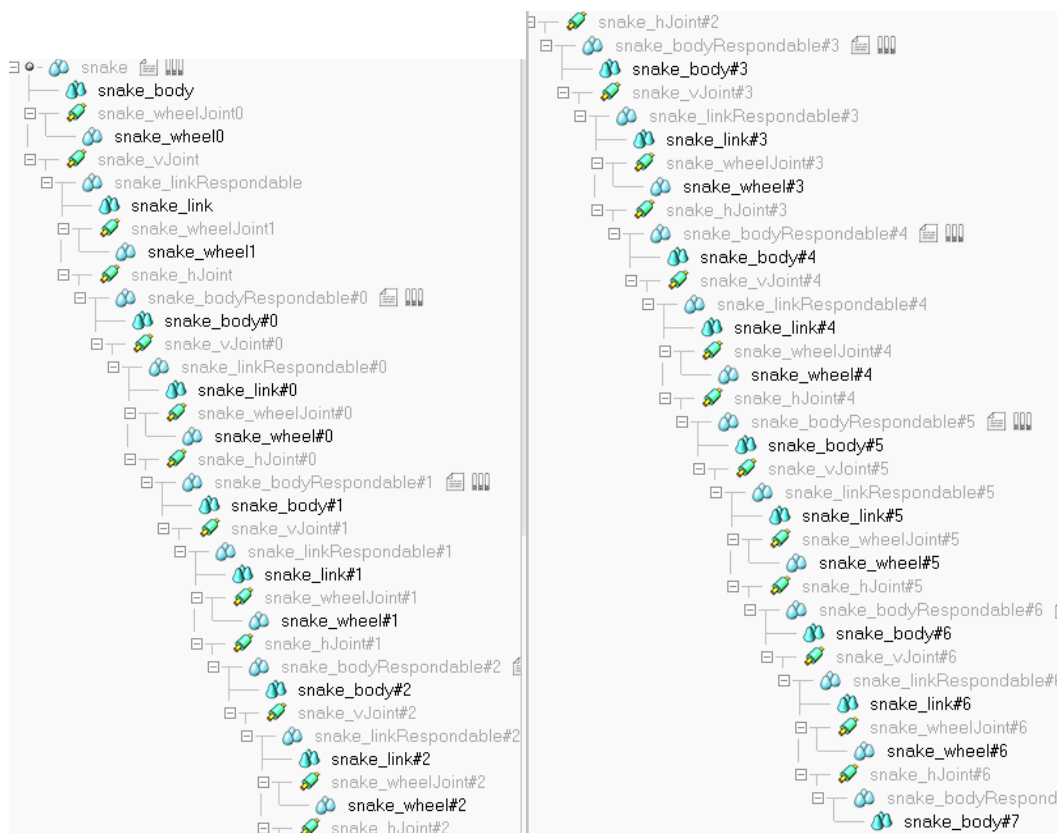 snake
snake_body
snake_wheelJoint0
snake_wheel0
snake_vJoint
snake_linkRespondable
snake_link
snake_wheelJoint1
snake_wheel1
snake_hJoint
snake_bodyRespondable#0
snake_body#0
snake_vJoint#0
snake_linkRespondable#0
snake_link#0
snake_wheelJoint#0
snake_wheel#0
snake_hJoint#0
snake_bodyRespondable#1
snake_body#1
snake_vJoint#1
snake_linkRespondable#1
snake_link#1
snake_wheelJoint#1
snake_wheel#1
snake_hJoint#1
snake_bodyRespondable#2
snake_body#2
snake_vJoint#2
snake_linkRespondable#2
snake_link#2
snake_wheelJoint#2
snake_wheel#2
snake_hJoint#2
snake_hJoint#2
snake_bodyRespondable#3
snake_body#3
snake_vJoint#3
snake_linkRespondable#3
snake_link#3
snake_wheelJoint#3
snake_wheel#3
snake_hJoint#3
snake_bodyRespondable#4
snake_body#4
snake_vJoint#4
snake_linkRespondable#4
snake_link#4
snake_wheelJoint#4
snake_wheel#4
snake_hJoint#4
snake_bodyRespondable#5
snake_body#5
snake_vJoint#5
snake_linkRespondable#5
snake_link#5
snake_wheelJoint#5
snake_wheel#5
snake_hJoint#5
snake_bodyRespondable#6
snake_body#6
snake_vJoint#6
snake_linkRespondable#6
snake_link#6
snake_wheelJoint#6
snake_wheel#6
snake_hJoint#6
snake_bodyRespond
snake_body#7